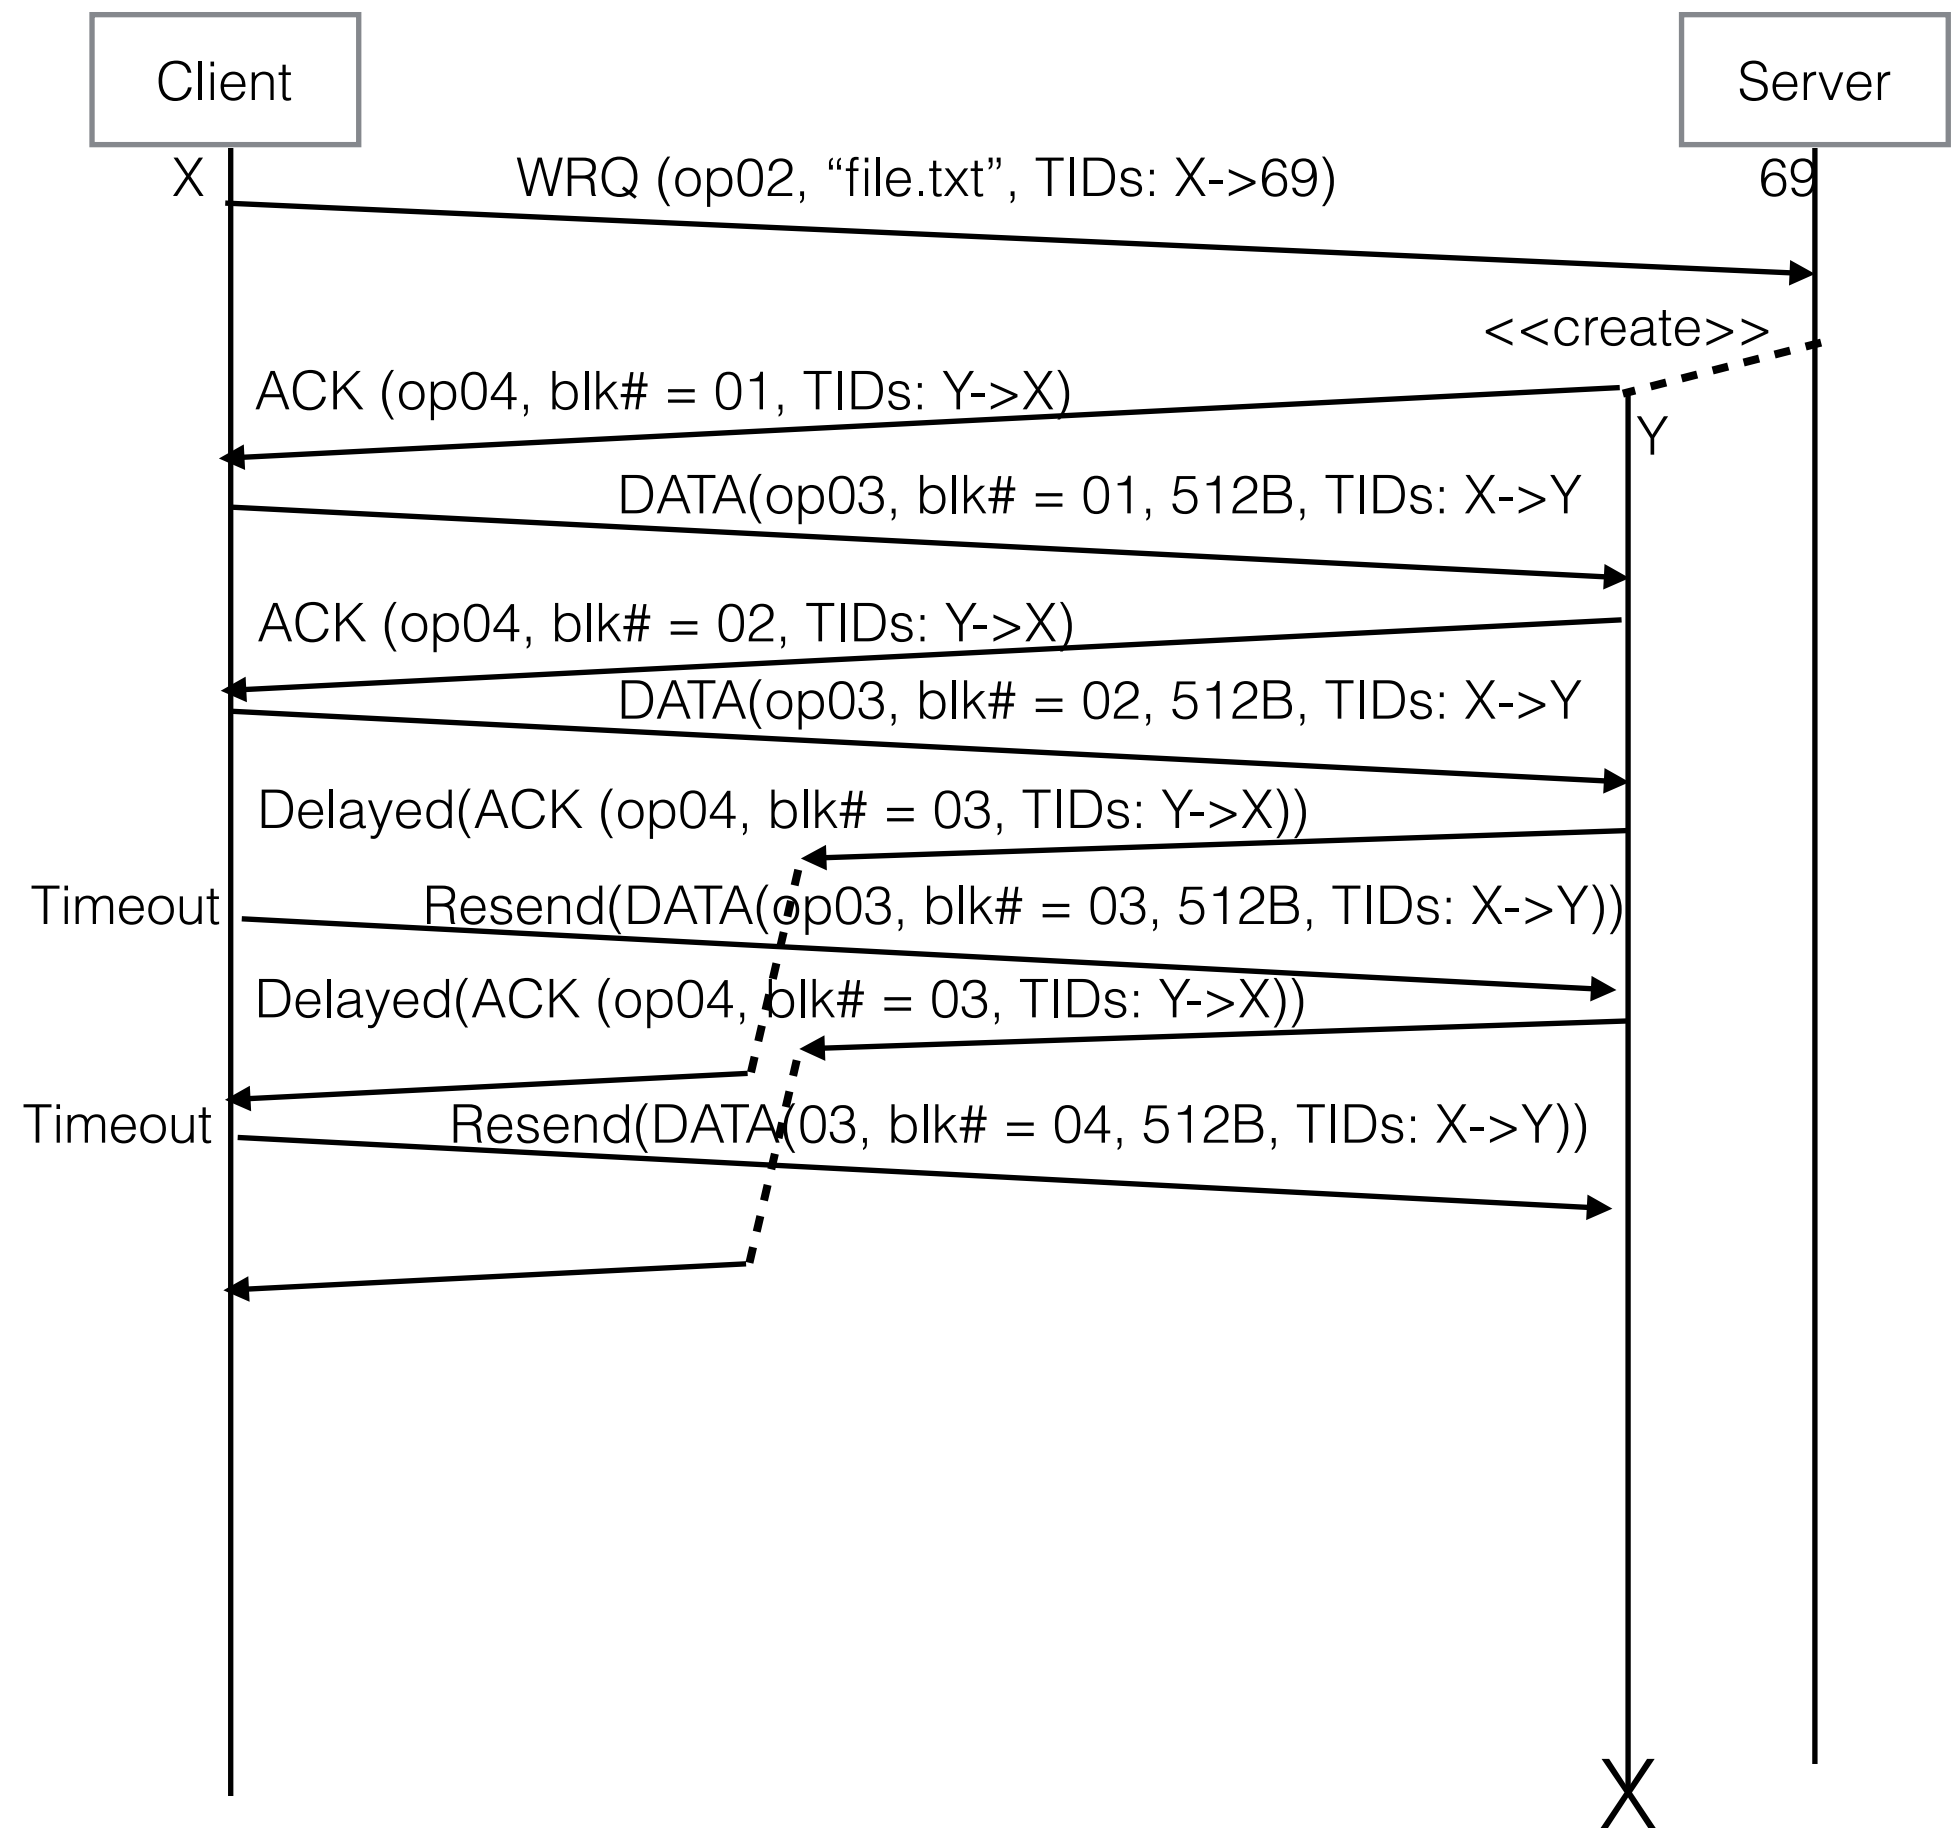 Client
Server
X
WRQ (op02, “file.txt”, TIDs: X->69)
69
<<create>>
ACK (op04, blk# = 01, TIDs: Y->X)
Y
DATA(op03, blk# = 01, 512B, TIDs: X->Y
ACK (op04, blk# = 02, TIDs: Y->X)
DATA(op03, blk# = 02, 512B, TIDs: X->Y
Delayed(ACK (op04, blk# = 03, TIDs: Y->X))
Timeout
Resend(DATA(op03, blk# = 03, 512B, TIDs: X->Y))
Delayed(ACK (op04, blk# = 03, TIDs: Y->X))
Timeout
Resend(DATA(03, blk# = 04, 512B, TIDs: X->Y))
X